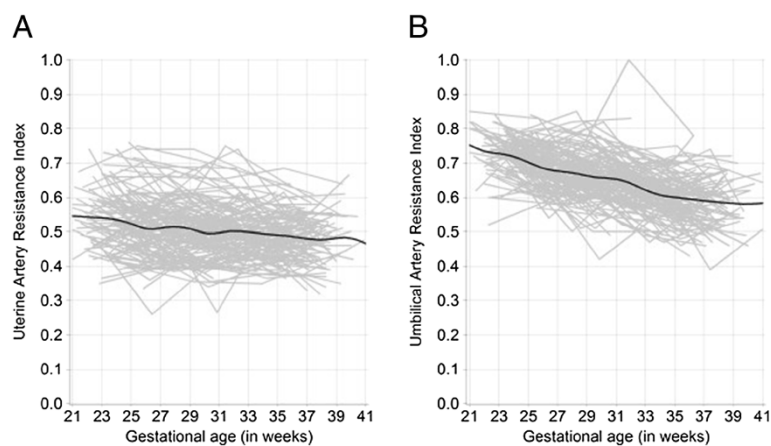 A
Uterine Artery Resistance Index
1.0
0.9
0.8
0.7
0.6
0.5
0.4
0.3
0.2
0.1
0.0
21 23 25 27 29 31 33 35 37 39 41
Gestational age (in weeks)
B
Umbilical Artery Resistance Index
1.0
0.9
0.8
0.7
0.6
0.5
0.4
0.3
0.2
0.1
0.0
21 23 25 27 29 31 33 35 37 39 41
Gestational age (in weeks)